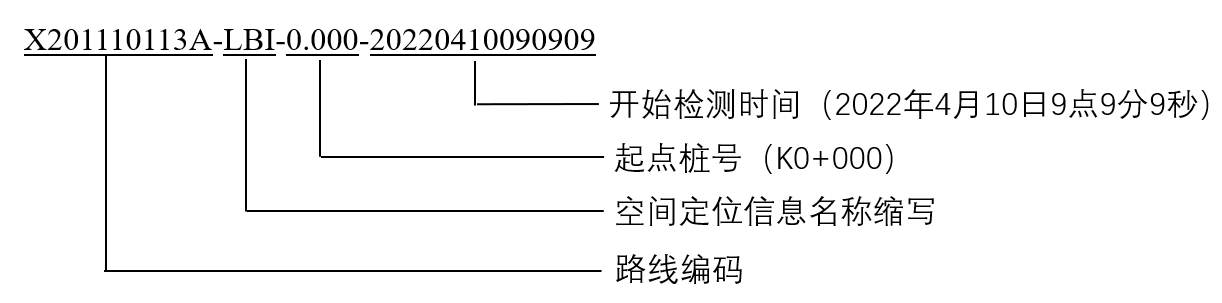 X201110113A-LBI-0.000-20220410090909
开始检测时间（2022年4月10日9点9分9秒）
起点桩号（K0+000）
空间定位信息名称缩写
路线编码